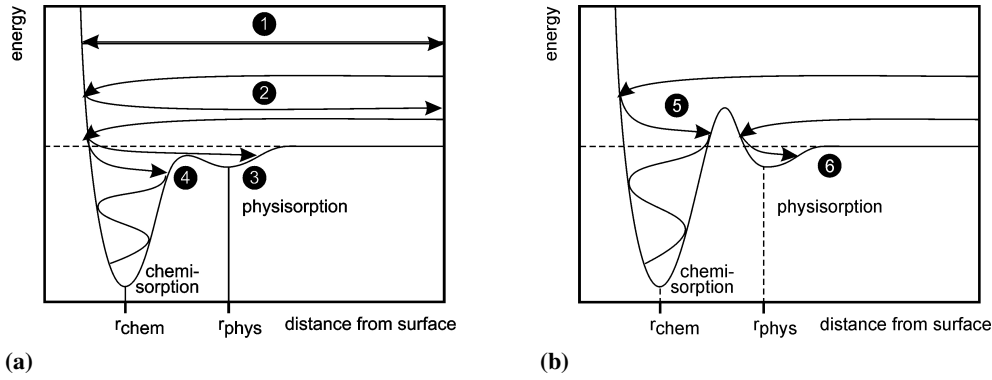 energy
1
2
4
3
physisorption
chemi-
sorption
rchem
rphys
distance from surface
(a)
energy
5
6
physisorption
chemi-
sorption
rchem
rphys
distance from surface
(b)